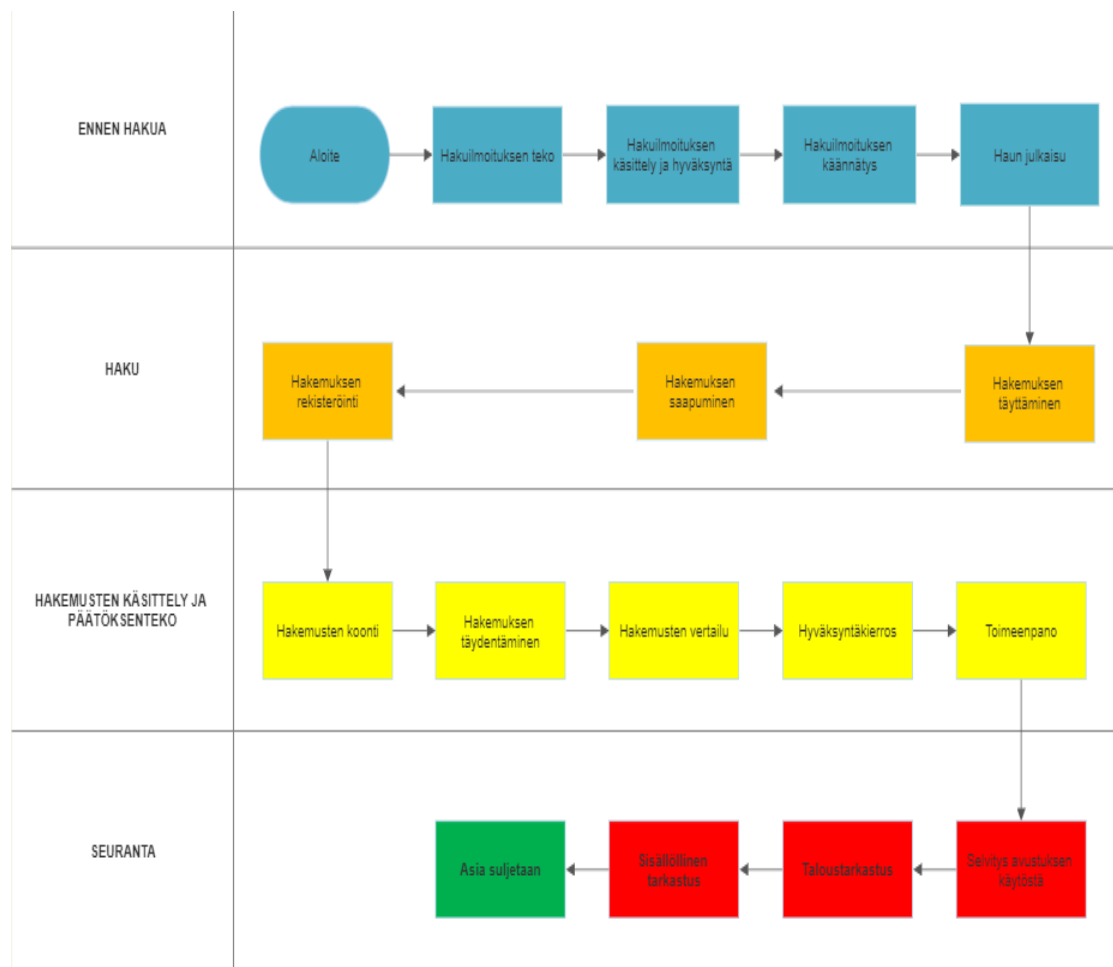 ENNEN HAKUA
Aloite
Hakuilmoituksen teko
Hakuilmoituksen
käsittely ja hyväksyntä
Hakuilmoituksen
käännätys
Haun julkaisu
HAKU
Hakemuksen
rekisteröinti
Hakemuksen
saapuminen
Hakemuksen
täyttäminen
HAKEMUSTEN KÄSITTELY JA
PÄÄTÖKSENTEKO
Hakemusten koonti
Hakemuksen
täydentäminen
Hakemusten vertailu
Hyväksyntäkierros
Toimeenpano
SEURANTA
Asia suljetaan
Sisällöllinen
tarkastus
Taloustarkastus
Selvitys avustuksen
käytöstä